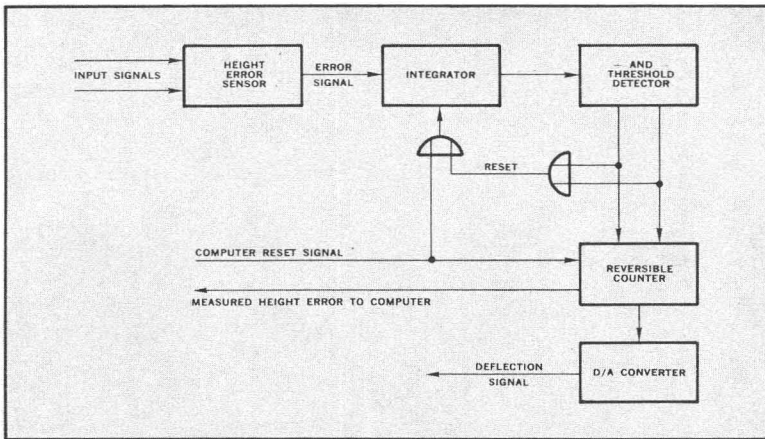 INPUT SIGNALS
HEIGHT
ERROR
SENSOR
ERROR
SIGNAL
INTEGRATOR
— AND —
THRESHOLD
DETECTOR
RESET
COMPUTER RESET SIGNAL
REVERSIBLE
COUNTER
MEASURED HEIGHT ERROR TO COMPUTER
DEFLECTION
SIGNAL
D/A CONVERTER